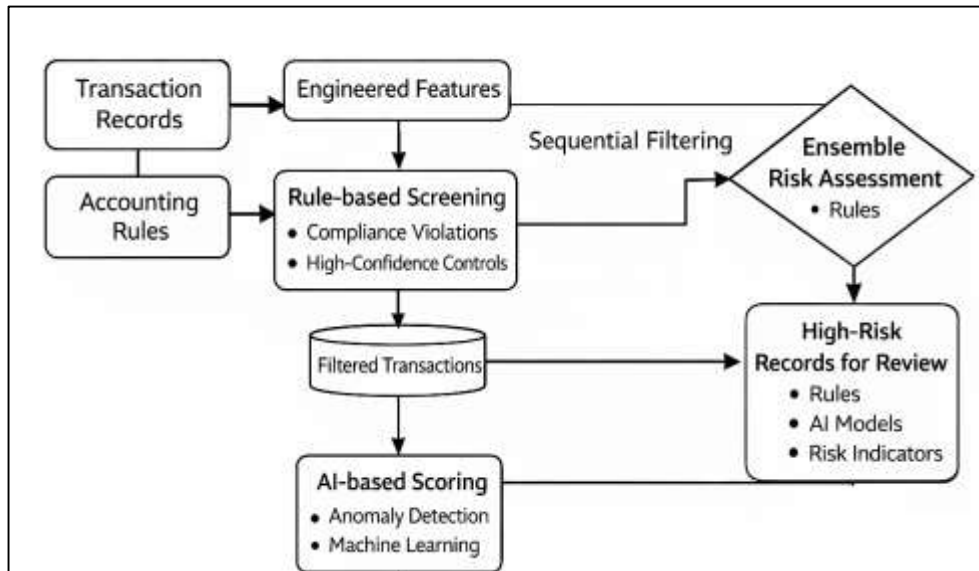 Transaction
Records
Engineered Features
Sequential Filtering
Ensemble
Risk Assessment
• Rules
Accounting
Rules
Rule-based Screening
• Compliance Violations
• High-Confidence Controls
Filtered Transactions
High-Risk
Records for Review
• Rules
• AI Models
• Risk Indicators
AI-based Scoring
• Anomaly Detection
• Machine Learning